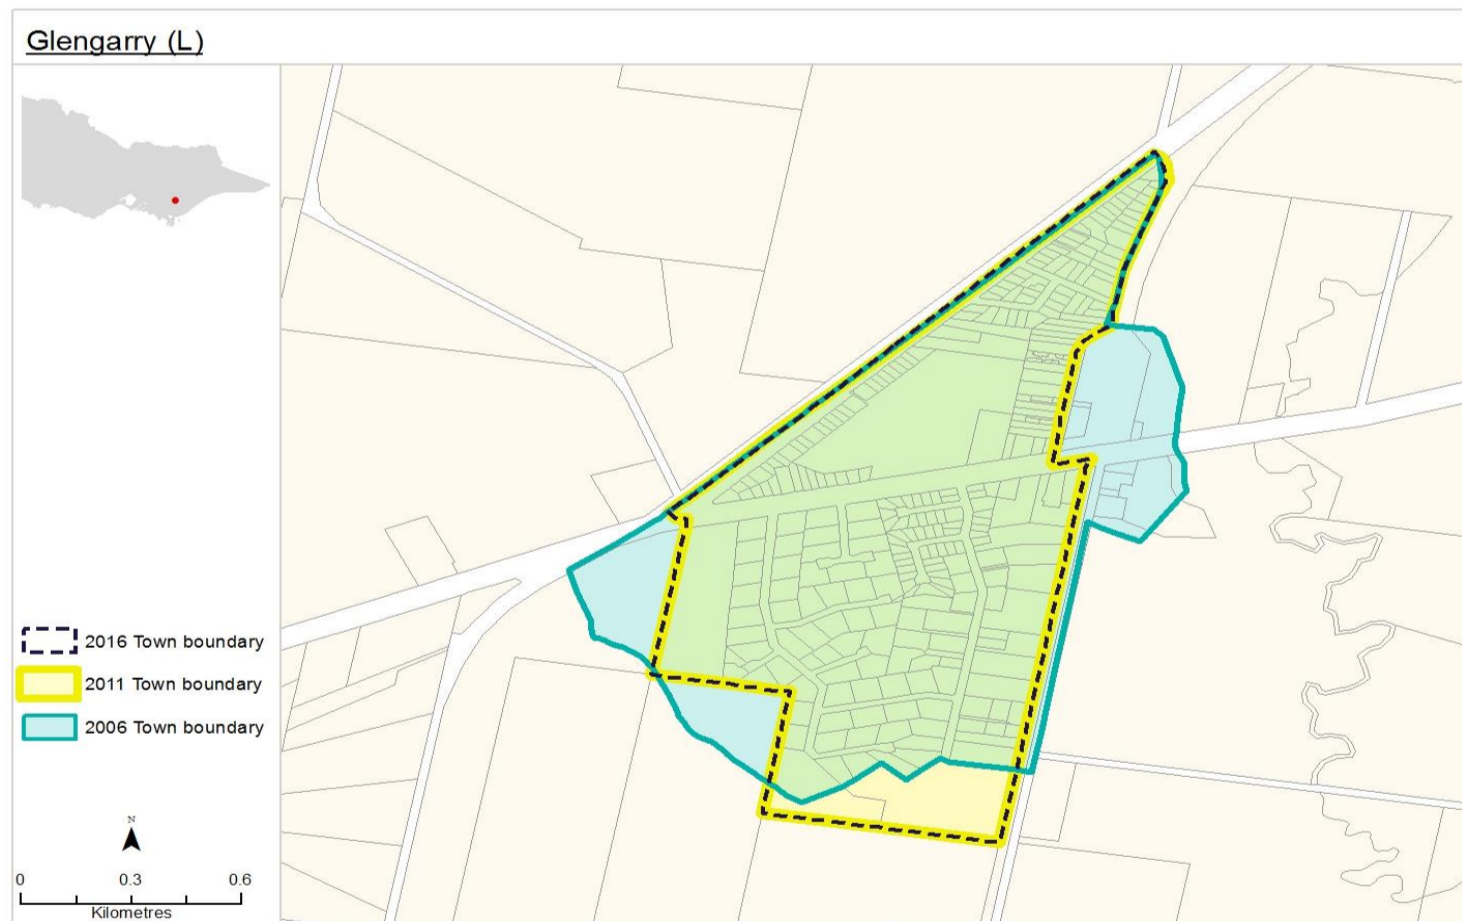 Glengarry (L)
2016 Town boundary
2011 Town boundary
2006 Town boundary
N
0 0.3 0.6
Kilometres